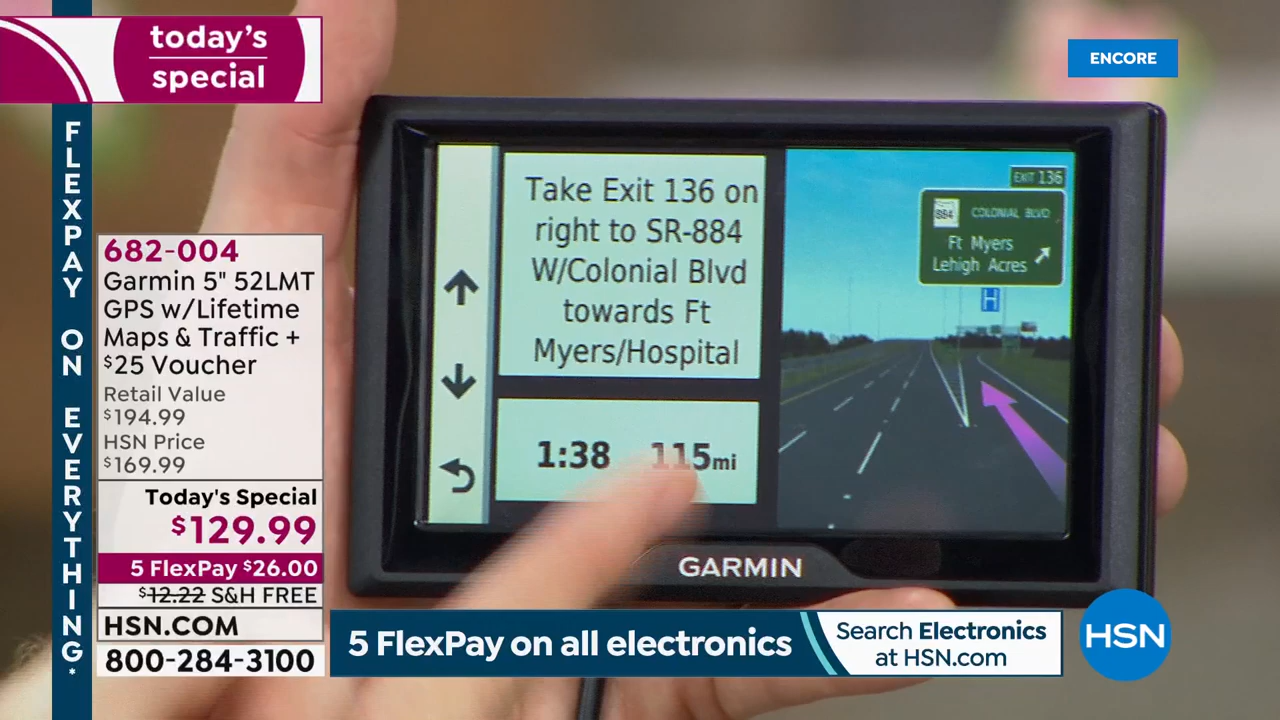 today's
special
ENCORE
FLEXPAY ON EVERYTHING*
682-004
Garmin 5" 52LMT
GPS w/Lifetime
Maps & Traffic +
$25 Voucher
Retail Value
$194.99
HSN Price
$169.99
Today's Special
$129.99
5 FlexPay $26.00
$12.22 S&H FREE
HSN.COM
800-284-3100
Take Exit 136 on
right to SR-884
W/Colonial Blvd
towards Ft
Myers/Hospital
1:38 115mi
EXIT 136
884 COLONIAL BLVD
Ft Myers
Lehigh Acres
H
GARMIN
5 FlexPay on all electronics
Search Electronics
at HSN.com
HSN